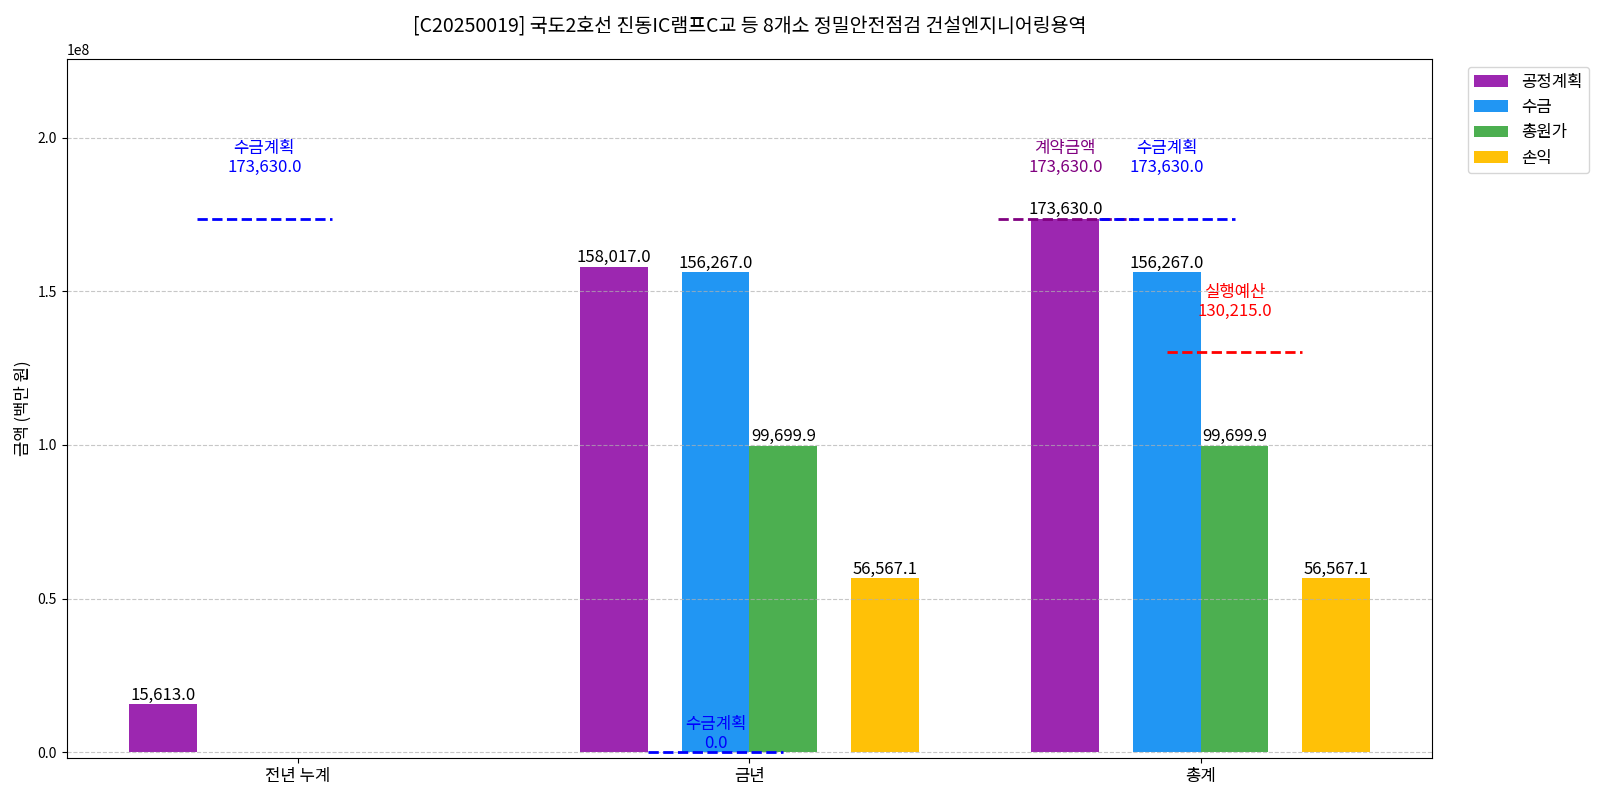 [C20250019] 국도2호선 진동IC램프C교 등 8개소 정밀안전점검 건설엔지니어링용역
1e8
공정계획
수금
총원가
손익
2.0
1.5
1.0
0.5
0.0
금액 (백만 원)
수금계획
173,630.0
계약금액
173,630.0
수금계획
173,630.0
173,630.0
158,017.0
156,267.0
156,267.0
실행예산
130,215.0
99,699.9
99,699.9
56,567.1
56,567.1
15,613.0
수금계획
0.0
전년 누계
금년
총계